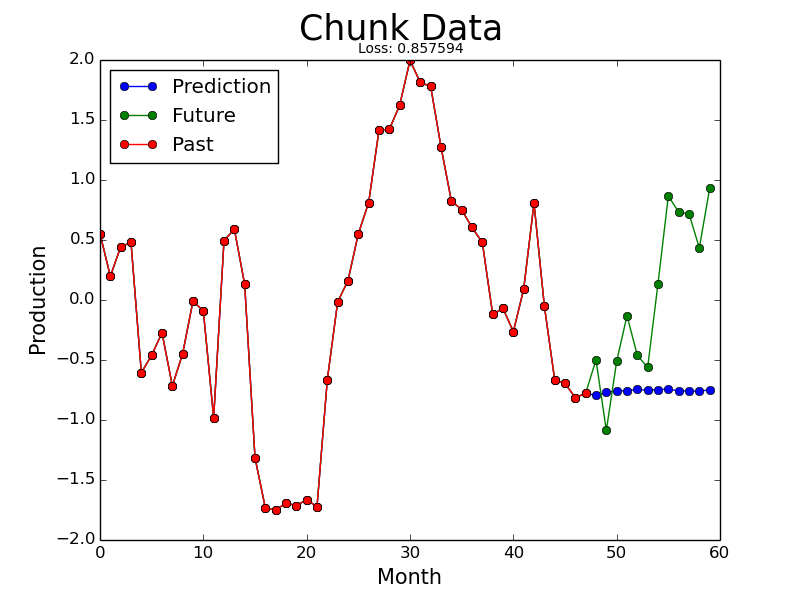 Chunk Data
Loss: 0.857594
Prediction
Future
Past
Production
2.0
1.5
1.0
0.5
0.0
−0.5
−1.0
−1.5
−2.0
0 10 20 30 40 50 60
Month